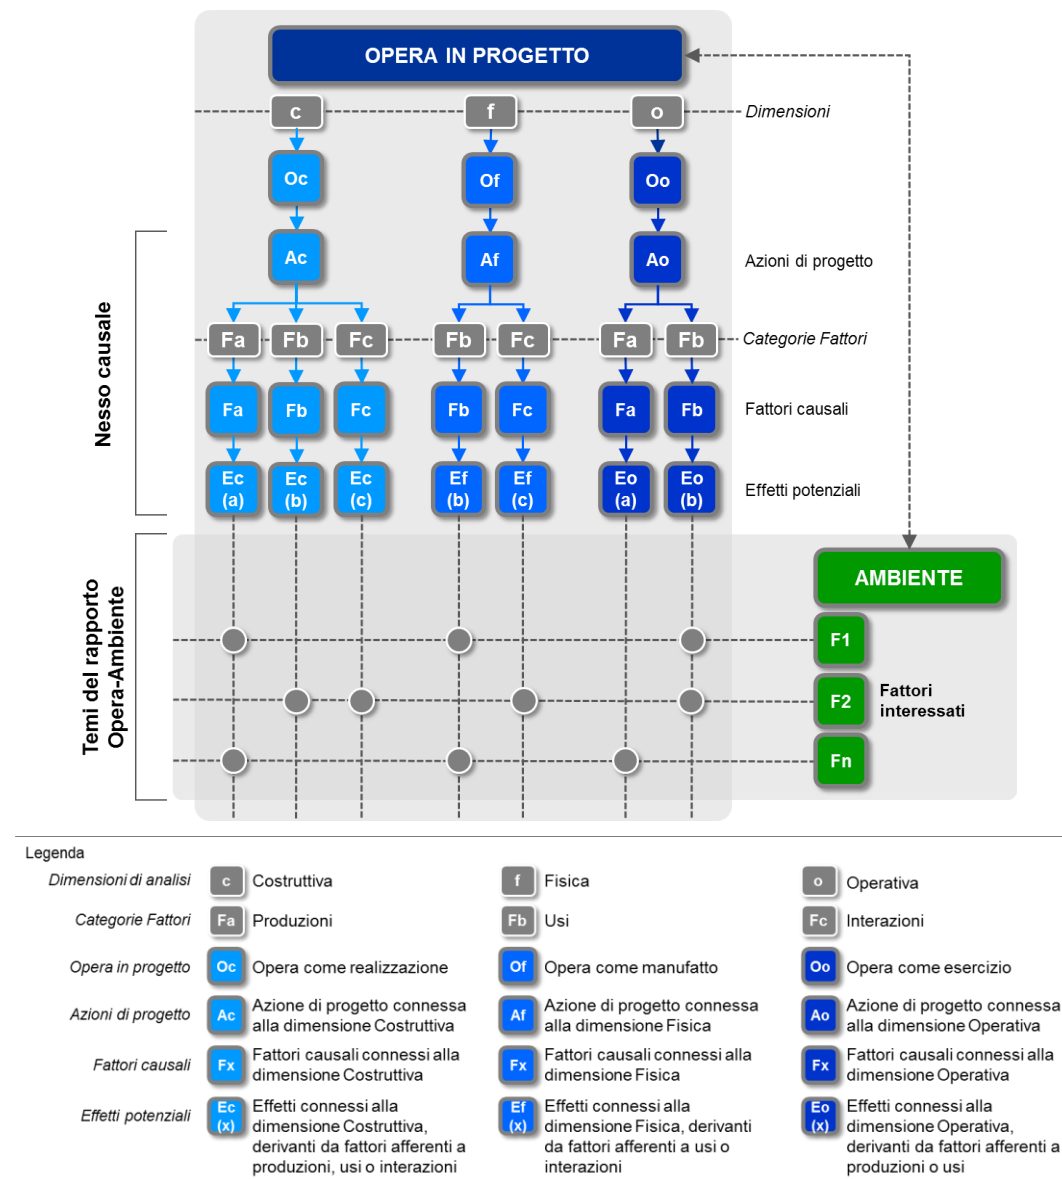 OPERA IN PROGETTO
c f o Dimensioni
Oc Of Oo
Ac Af Ao Azioni di progetto
Fa Fb Fc Fb Fc Fa Fb Categorie Fattori
Fa Fb Fc Fb Fc Fa Fb Fattori causali
Ec Ec Ec Ef Ef Eo Eo Effetti potenziali
(a) (b) (c) (b) (c) (a) (b)
Nesso causale
AMBIENTE
F1
F2 Fattori
interessati
Fn
Temi del rapporto
Opera-Ambiente
Legenda
Dimensioni di analisi c Costruttiva f Fisica o Operativa
Categorie Fattori Fa Produzioni Fb Usi Fc Interazioni
Opera in progetto Oc Opera come realizzazione Of Opera come manufatto Oo Opera come esercizio
Azioni di progetto Ac Azione di progetto connessa Af Azione di progetto connessa Ao Azione di progetto connessa
alla dimensione Costruttiva alla dimensione Fisica alla dimensione Operativa
Fattori causali Fx Fattori causali connessi alla Fx Fattori causali connessi alla Fx Fattori causali connessi alla
dimensione Costruttiva dimensione Fisica dimensione Operativa
Effetti potenziali Ec (x) Effetti connessi alla Ef (x) Effetti connessi alla Eo (x) Effetti connessi alla
dimensione Costruttiva, dimensione Fisica, derivanti dimensione Operativa,
derivanti da fattori afferenti a da fattori afferenti a usi o derivanti da fattori afferenti a
produzioni, usi o interazioni interazioni produzioni o usi